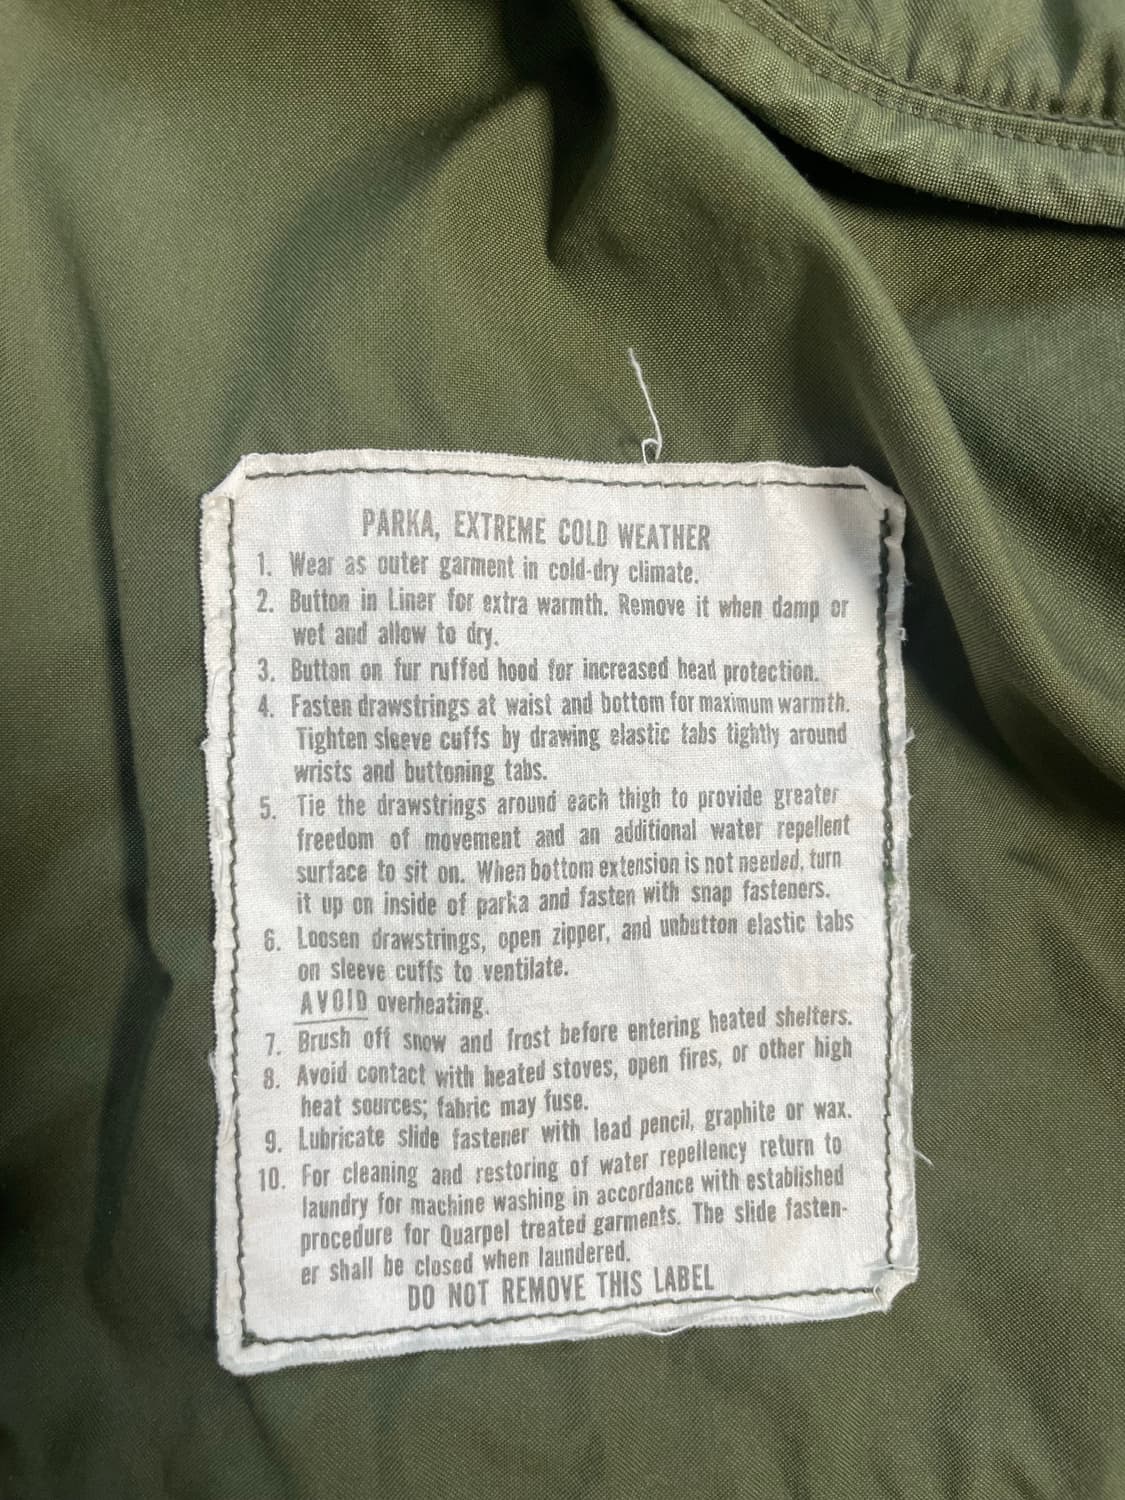 PARKA, EXTREME COLD WEATHER
1. Wear as outer garment in cold-dry climate.
2. Button in Liner for extra warmth. Remove it when damp or
wet and allow to dry.
3. Button on fur ruffed hood for increased head protection.
4. Fasten drawstrings at waist and bottom for maximum warmth.
Tighten sleeve cuffs by drawing elastic tabs tightly around
wrists and buttoning tabs.
5. Tie the drawstrings around each thigh to provide greater
freedom of movement and an additional water repellent
surface to sit on. When bottom extension is not needed, turn
it up on inside of parka and fasten with snap fasteners.
6. Loosen drawstrings, open zipper, and unbutton elastic tabs
on sleeve cuffs to ventilate.
AVOID overheating.
7. Brush off snow and frost before entering heated shelters.
8. Avoid contact with heated stoves, open fires, or other high
heat sources; fabric may fuse.
9. Lubricate slide fastener with lead pencil, graphite or wax.
10. For cleaning and restoring of water repellency return to
laundry for machine washing in accordance with established
procedure for Quarpel treated garments. The slide fasten-
er shall be closed when laundered.
DO NOT REMOVE THIS LABEL